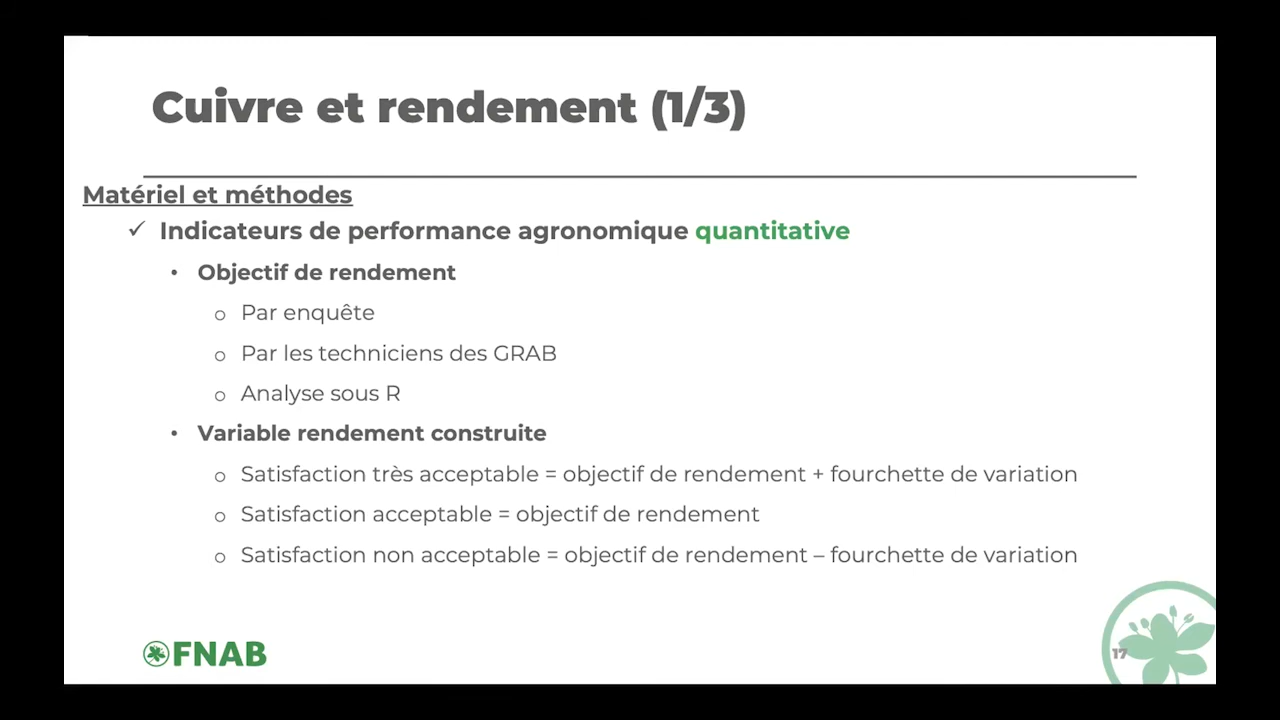 Cuivre et rendement (1/3)
Matériel et méthodes
✓ Indicateurs de performance agronomique quantitative
• Objectif de rendement
o Par enquête
o Par les techniciens des GRAB
o Analyse sous R
• Variable rendement construite
o Satisfaction très acceptable = objectif de rendement + fourchette de variation
o Satisfaction acceptable = objectif de rendement
o Satisfaction non acceptable = objectif de rendement – fourchette de variation
FNAB
17